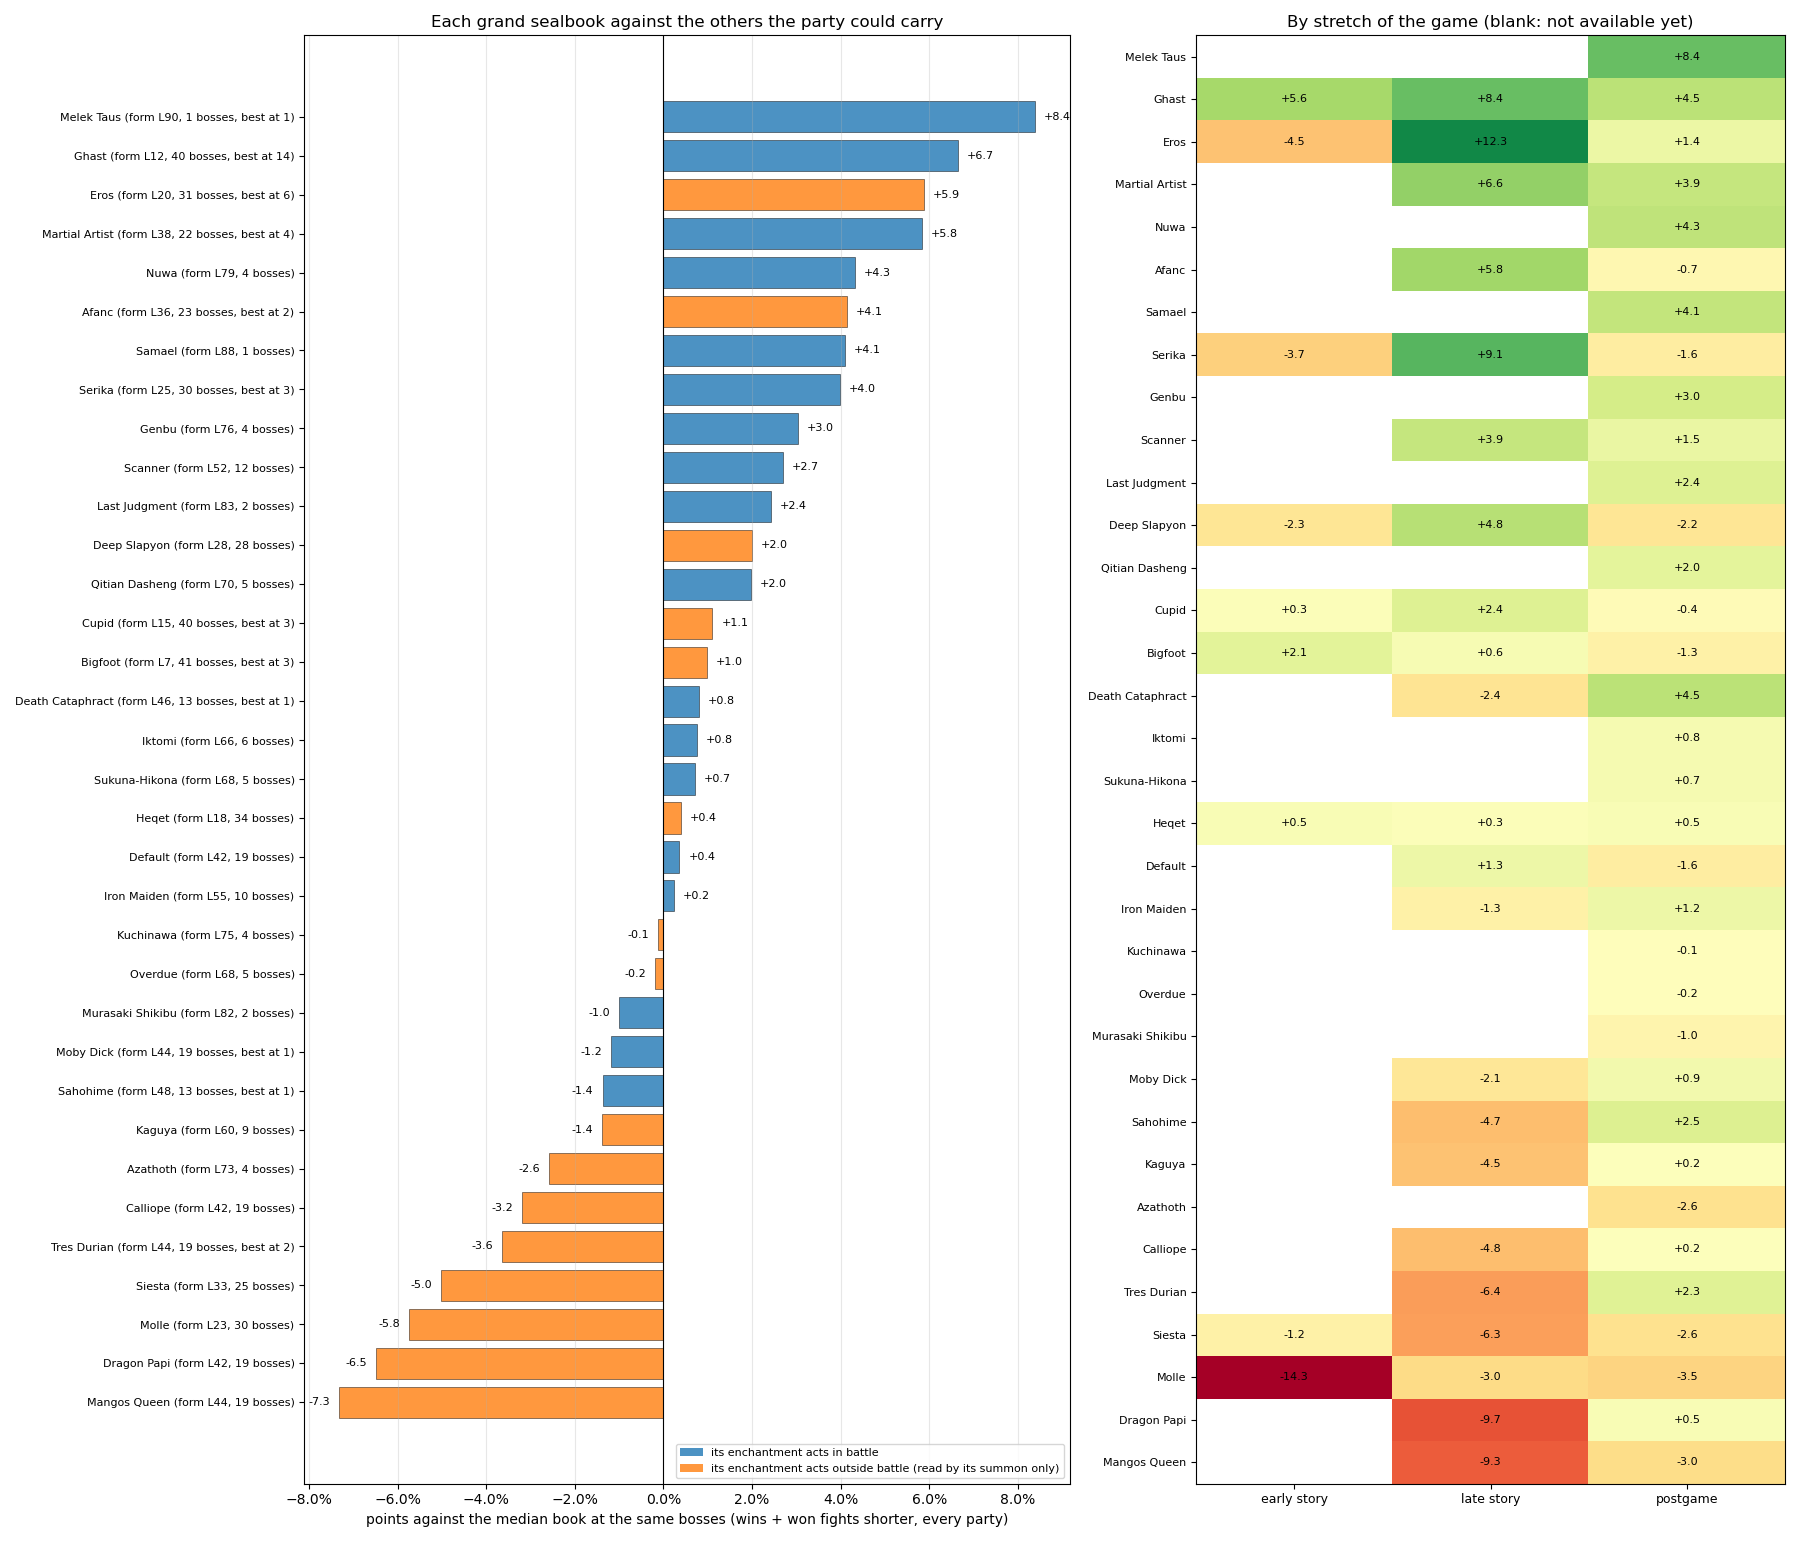 Each grand sealbook against the others the party could carry
Melek Taus (form L90, 1 bosses, best at 1)
+8.4
Ghast (form L12, 40 bosses, best at 14)
+6.7
Eros (form L20, 31 bosses, best at 6)
+5.9
Martial Artist (form L38, 22 bosses, best at 4)
+5.8
Nuwa (form L79, 4 bosses)
+4.3
Afanc (form L36, 23 bosses, best at 2)
+4.1
Samael (form L88, 1 bosses)
+4.1
Serika (form L25, 30 bosses, best at 3)
+4.0
Genbu (form L76, 4 bosses)
+3.0
Scanner (form L52, 12 bosses)
+2.7
Last Judgment (form L83, 2 bosses)
+2.4
Deep Slapyon (form L28, 28 bosses)
+2.0
Qitian Dasheng (form L70, 5 bosses)
+2.0
Cupid (form L15, 40 bosses, best at 3)
+1.1
Bigfoot (form L7, 41 bosses, best at 3)
+1.0
Death Cataphract (form L46, 13 bosses, best at 1)
+0.8
Iktomi (form L66, 6 bosses)
+0.8
Sukuna-Hikona (form L68, 5 bosses)
+0.7
Heqet (form L18, 34 bosses)
+0.4
Default (form L42, 19 bosses)
+0.4
Iron Maiden (form L55, 10 bosses)
+0.2
Kuchinawa (form L75, 4 bosses)
-0.1
Overdue (form L68, 5 bosses)
-0.2
Murasaki Shikibu (form L82, 2 bosses)
-1.0
Moby Dick (form L44, 19 bosses, best at 1)
-1.2
Sahohime (form L48, 13 bosses, best at 1)
-1.4
Kaguya (form L60, 9 bosses)
-1.4
Azathoth (form L73, 4 bosses)
-2.6
Calliope (form L42, 19 bosses)
-3.2
Tres Durian (form L44, 19 bosses, best at 2)
-3.6
Siesta (form L33, 25 bosses)
-5.0
Molle (form L23, 30 bosses)
-5.8
Dragon Papi (form L42, 19 bosses)
-6.5
Mangos Queen (form L44, 19 bosses)
-7.3
its enchantment acts in battle
its enchantment acts outside battle (read by its summon only)
−8.0% −6.0% −4.0% −2.0% 0.0% 2.0% 4.0% 6.0% 8.0%
points against the median book at the same bosses (wins + won fights shorter, every party)
By stretch of the game (blank: not available yet)
Melek Taus +8.4
Ghast +5.6 +8.4 +4.5
Eros -4.5 +12.3 +1.4
Martial Artist +6.6 +3.9
Nuwa +4.3
Afanc +5.8 -0.7
Samael +4.1
Serika -3.7 +9.1 -1.6
Genbu +3.0
Scanner +3.9 +1.5
Last Judgment +2.4
Deep Slapyon -2.3 +4.8 -2.2
Qitian Dasheng +2.0
Cupid +0.3 +2.4 -0.4
Bigfoot +2.1 +0.6 -1.3
Death Cataphract -2.4 +4.5
Iktomi +0.8
Sukuna-Hikona +0.7
Heqet +0.5 +0.3 +0.5
Default +1.3 -1.6
Iron Maiden -1.3 +1.2
Kuchinawa -0.1
Overdue -0.2
Murasaki Shikibu -1.0
Moby Dick -2.1 +0.9
Sahohime -4.7 +2.5
Kaguya -4.5 +0.2
Azathoth -2.6
Calliope -4.8 +0.2
Tres Durian -6.4 +2.3
Siesta -1.2 -6.3 -2.6
Molle -14.3 -3.0 -3.5
Dragon Papi -9.7 +0.5
Mangos Queen -9.3 -3.0
early story late story postgame